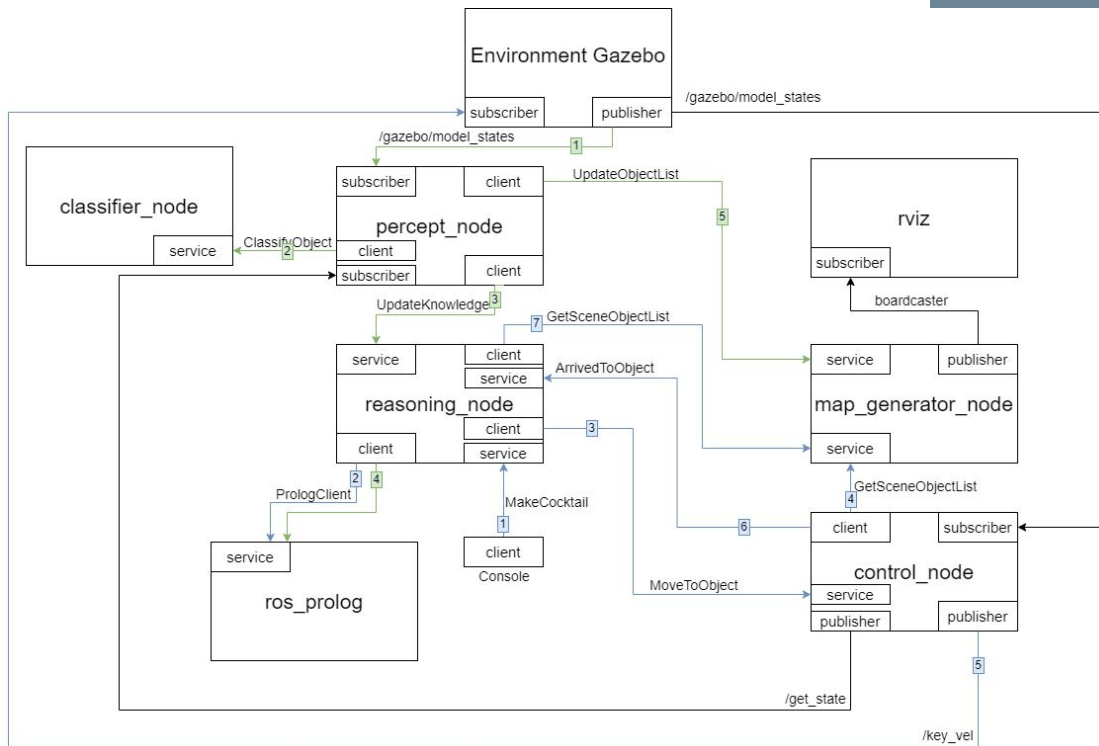 Environment Gazebo
subscriber
publisher
/gazebo/model_states
/gazebo/model_states
1
subscriber
client
UpdateObjectList
classifier_node
percept_node
5
rviz
service
ClassifyObject
2
client
subscriber
client
subscriber
3
UpdateKnowledge
boardcaster
7
GetSceneObjectList
service
client
service
ArrivedToObject
service
publisher
reasoning_node
map_generator_node
client
3
client
service
service
2
4
PrologClient
MakeCocktail
4
GetSceneObjectList
1
6
client
subscriber
service
client
Console
control_node
ros_prolog
MoveToObject
service
publisher
publisher
5
/get_state
/key_vel